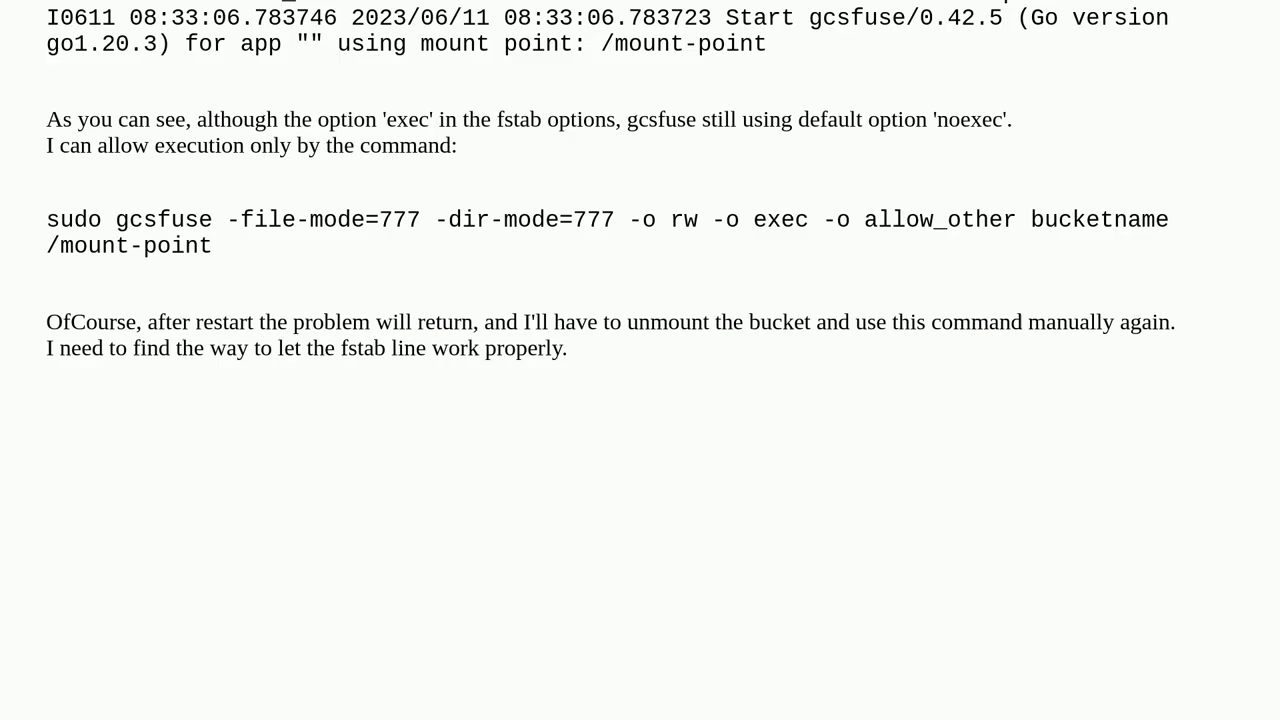 I0611 08:33:06.783746 2023/06/11 08:33:06.783723 Start gcsfuse/0.42.5 (Go version
go1.20.3) for app "" using mount point: /mount-point
As you can see, although the option 'exec' in the fstab options, gcsfuse still using default option 'noexec'.
I can allow execution only by the command:
sudo gcsfuse -file-mode=777 -dir-mode=777 -o rw -o exec -o allow_other bucketname
/mount-point
OfCourse, after restart the problem will return, and I'll have to unmount the bucket and use this command manually again.
I need to find the way to let the fstab line work properly.